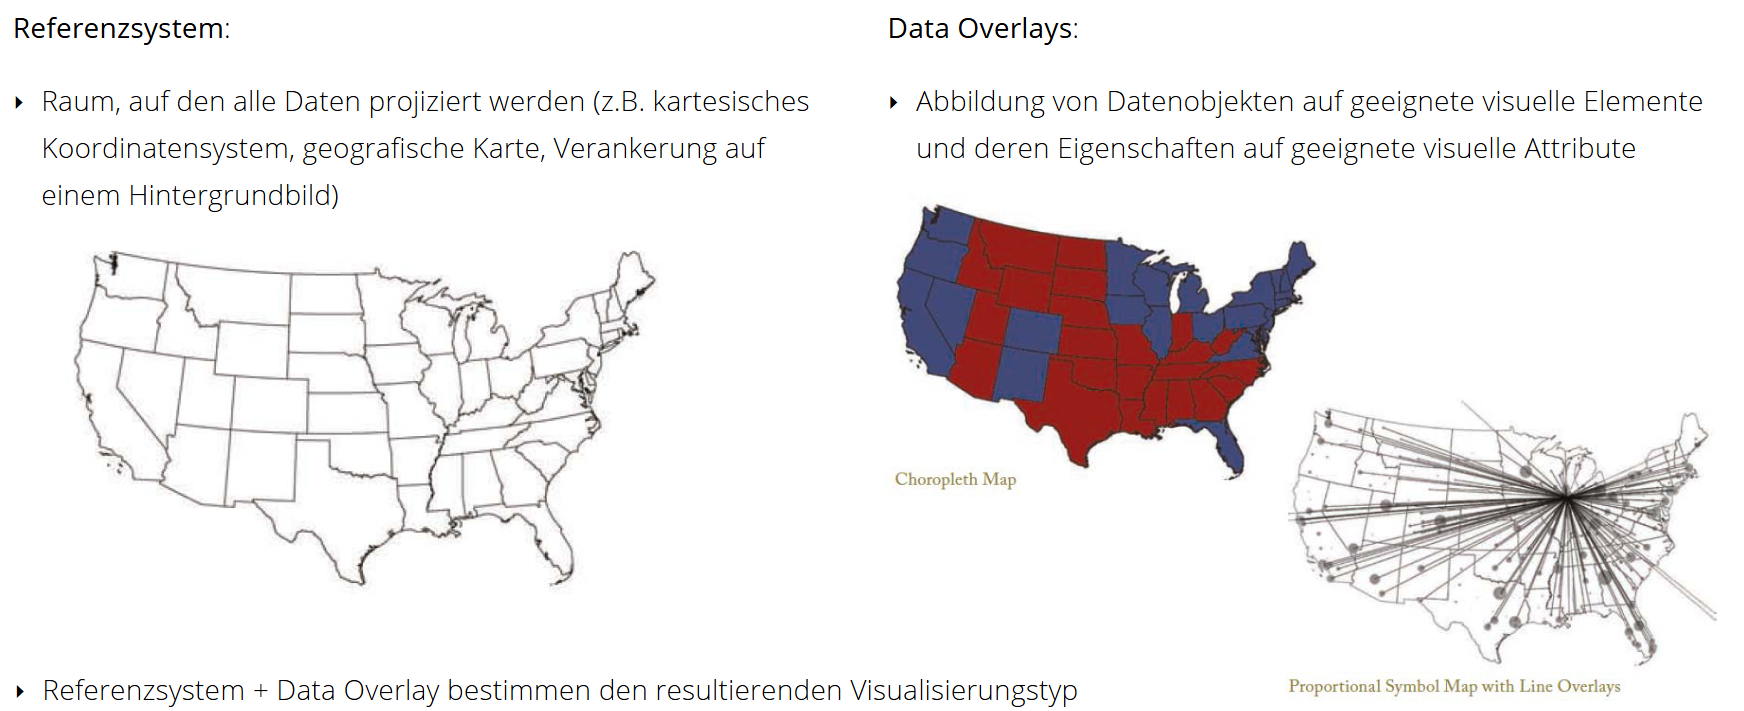 Referenzsystem:
‣ Raum, auf den alle Daten projiziert werden (z.B. kartesisches
Koordinatensystem, geografische Karte, Verankerung auf
einem Hintergrundbild)
Data Overlays:
‣ Abbildung von Datenobjekten auf geeignete visuelle Elemente
und deren Eigenschaften auf geeignete visuelle Attribute
Choropleth Map
Proportional Symbol Map with Line Overlays
‣ Referenzsystem + Data Overlay bestimmen den resultierenden Visualisierungstyp